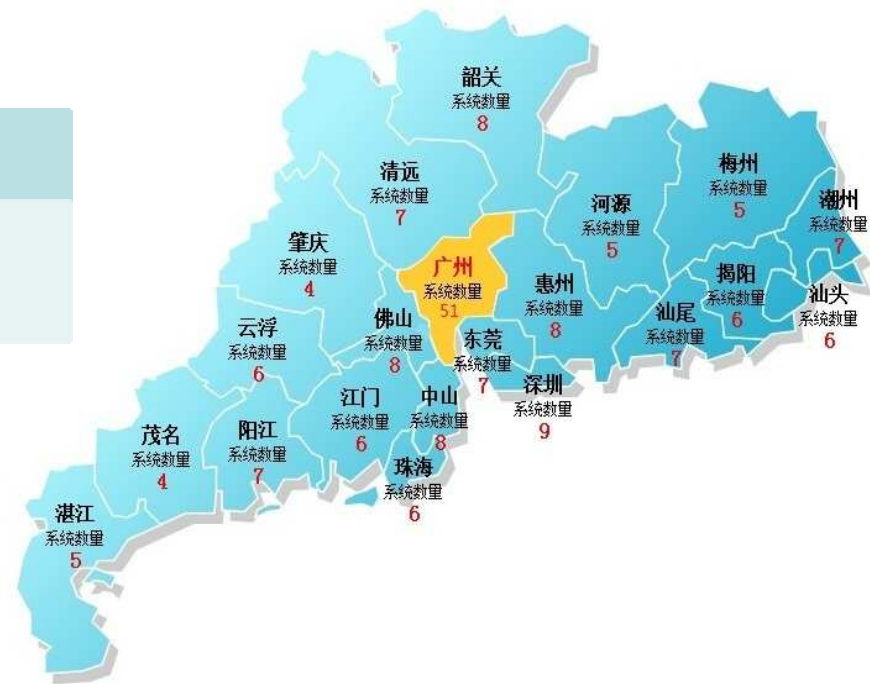 韶关
系统数量
8
清远
系统数量
7
梅州
系统数量
5
河源
系统数量
5
潮州
系统数量
7
肇庆
系统数量
4
广州
系统数量
51
惠州
系统数量
8
揭阳
系统数量
6
汕头
系统数量
6
汕尾
系统数量
7
云浮
系统数量
6
佛山
系统数量
8
东莞
系统数量
7
深圳
系统数量
9
江门
系统数量
6
中山
系统数量
8
茂名
系统数量
4
阳江
系统数量
7
珠海
系统数量
6
湛江
系统数量
5